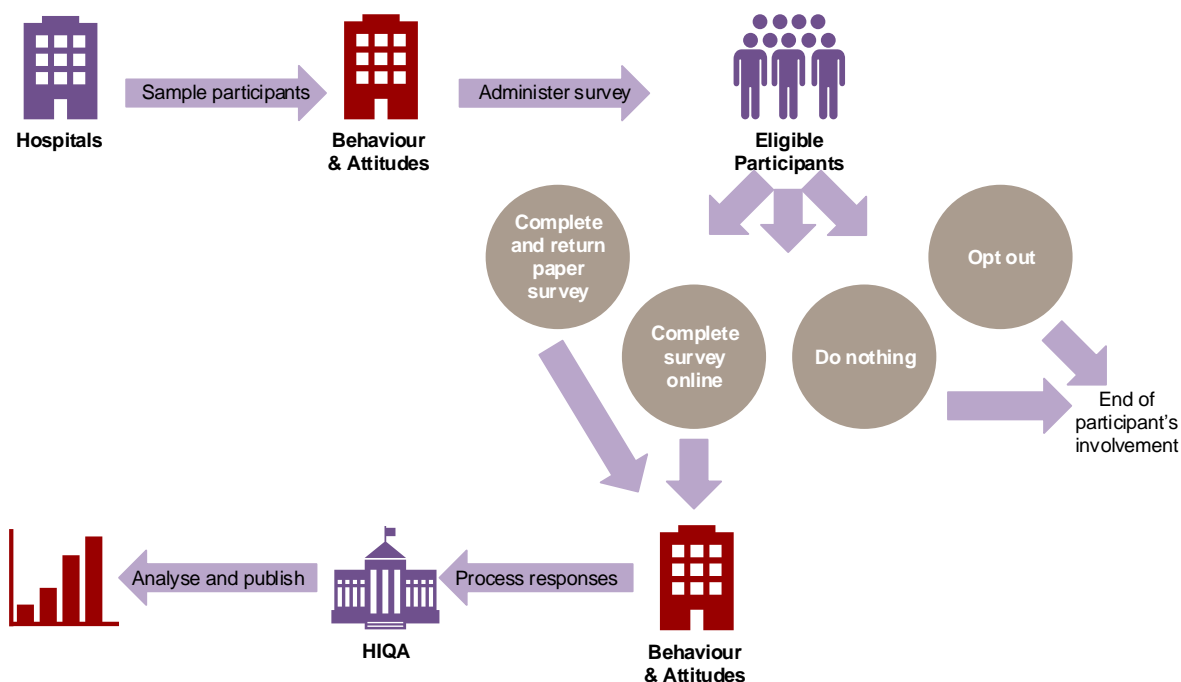 Sample participants
Administer survey
Hospitals
Behaviour
& Attitudes
Eligible
Participants
Complete
and return
paper
survey
Complete
survey
online
Do nothing
Opt out
End of
participant's
involvement
Analyse and publish
Process responses
HIQA
Behaviour
& Attitudes